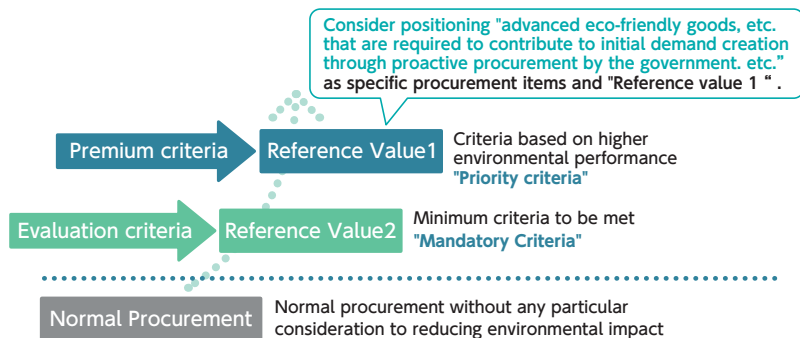 Consider positioning "advanced eco-friendly goods, etc.
that are required to contribute to initial demand creation
through proactive procurement by the government. etc.”
as specific procurement items and "Reference value 1 “ .
Premium criteria
Reference Value1
Criteria based on higher
environmental performance
"Priority criteria"
Evaluation criteria
Reference Value2
Minimum criteria to be met
"Mandatory Criteria"
Normal Procurement
Normal procurement without any particular
consideration to reducing environmental impact